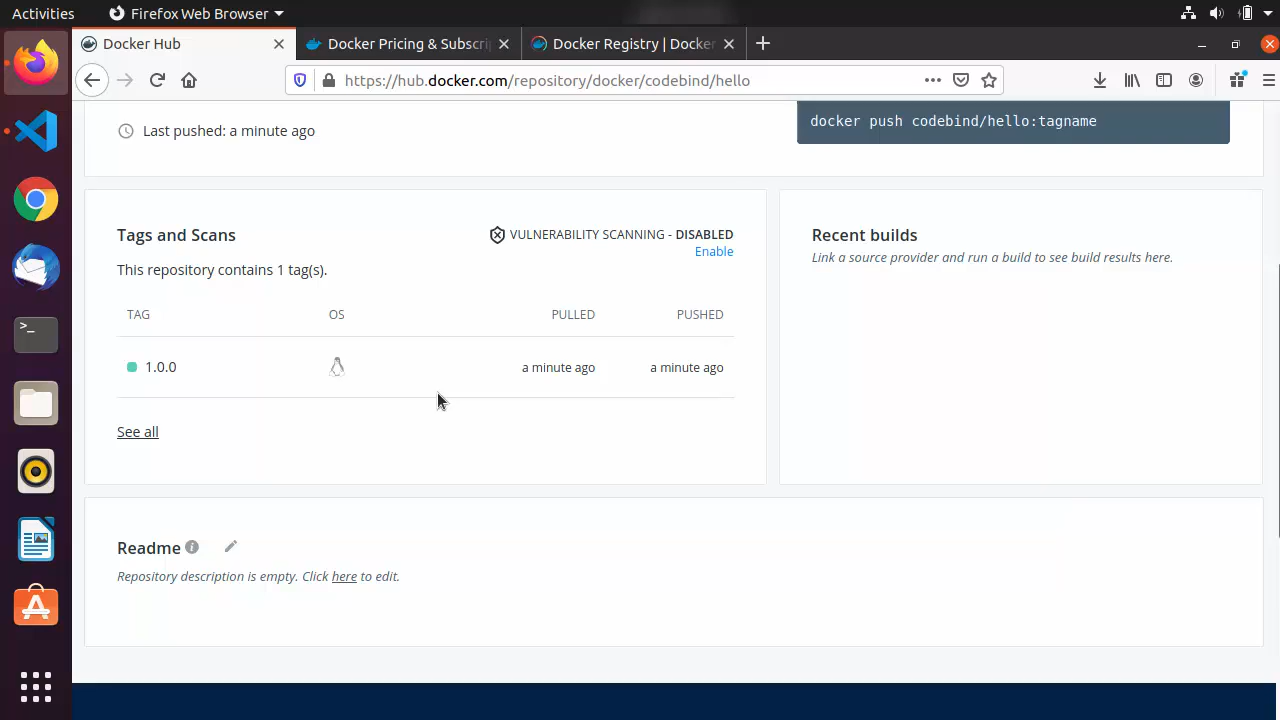 Activities
Firefox Web Browser
Docker Hub
Docker Pricing & Subscri
Docker Registry | Docker
https://hub.docker.com/repository/docker/codebind/hello
Last pushed: a minute ago
docker push codebind/hello:tagname
Tags and Scans
VULNERABILITY SCANNING - DISABLED
Enable
This repository contains 1 tag(s).
TAG OS PULLED PUSHED
1.0.0 a minute ago a minute ago
See all
Recent builds
Link a source provider and run a build to see build results here.
Readme
Repository description is empty. Click here to edit.